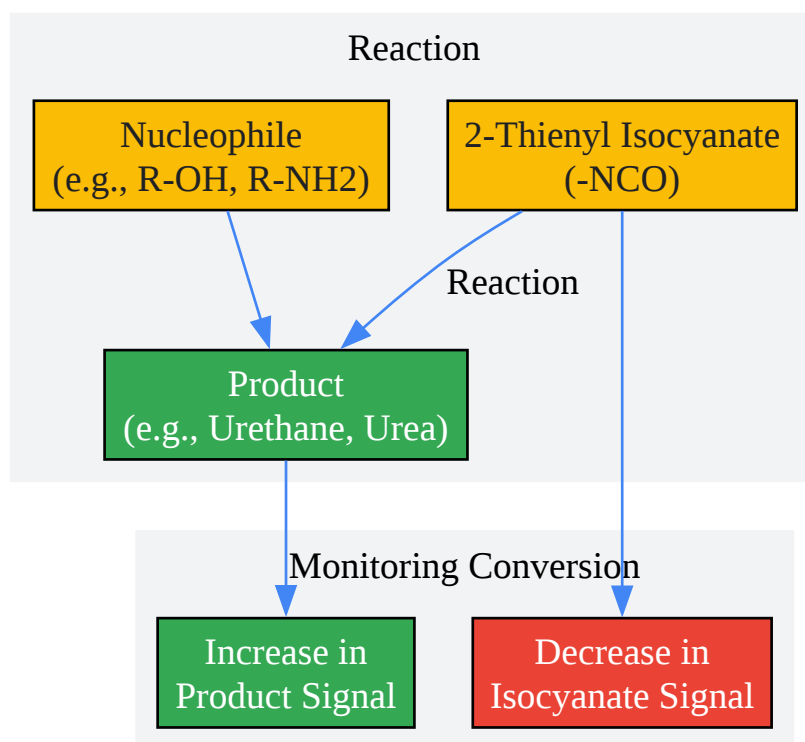 Reaction
Nucleophile
(e.g., R-OH, R-NH2)
2-Thienyl Isocyanate
(-NCO)
Reaction
Product
(e.g., Urethane, Urea)
Monitoring Conversion
Increase in
Product Signal
Decrease in
Isocyanate Signal